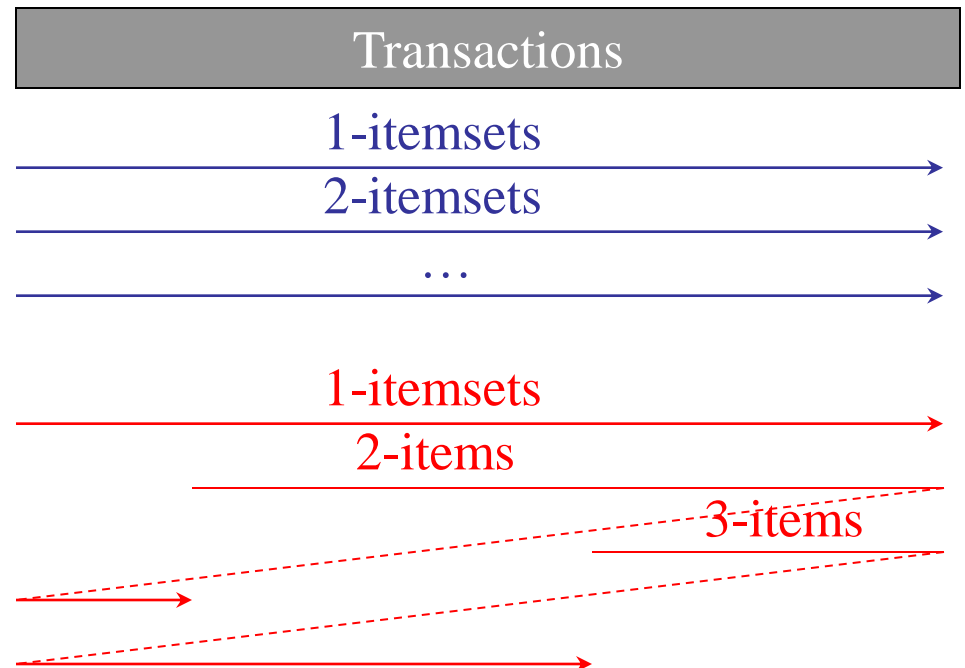 Transactions
1-itemsets
2-itemsets
…
1-itemsets
2-items
3-items